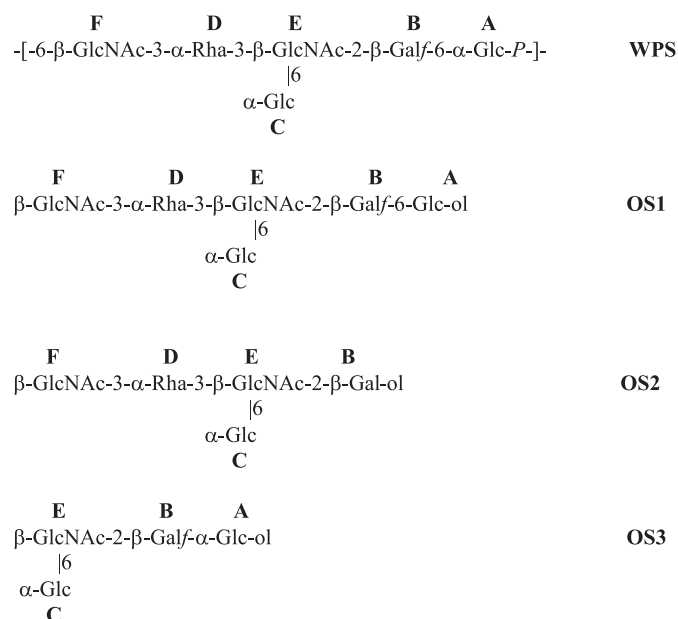 F D E B A
-[-6-β-GlcNAc-3-α-Rha-3-β-GlcNAc-2-β-Galf-6-α-Glc-P-]- WPS
|6
α-Glc
C
F D E B A
β-GlcNAc-3-α-Rha-3-β-GlcNAc-2-β-Galf-6-Glc-ol OS1
|6
α-Glc
C
F D E B
β-GlcNAc-3-α-Rha-3-β-GlcNAc-2-β-Gal-ol OS2
|6
α-Glc
C
E B A
β-GlcNAc-2-β-Galf-α-Glc-ol OS3
|6
α-Glc
C